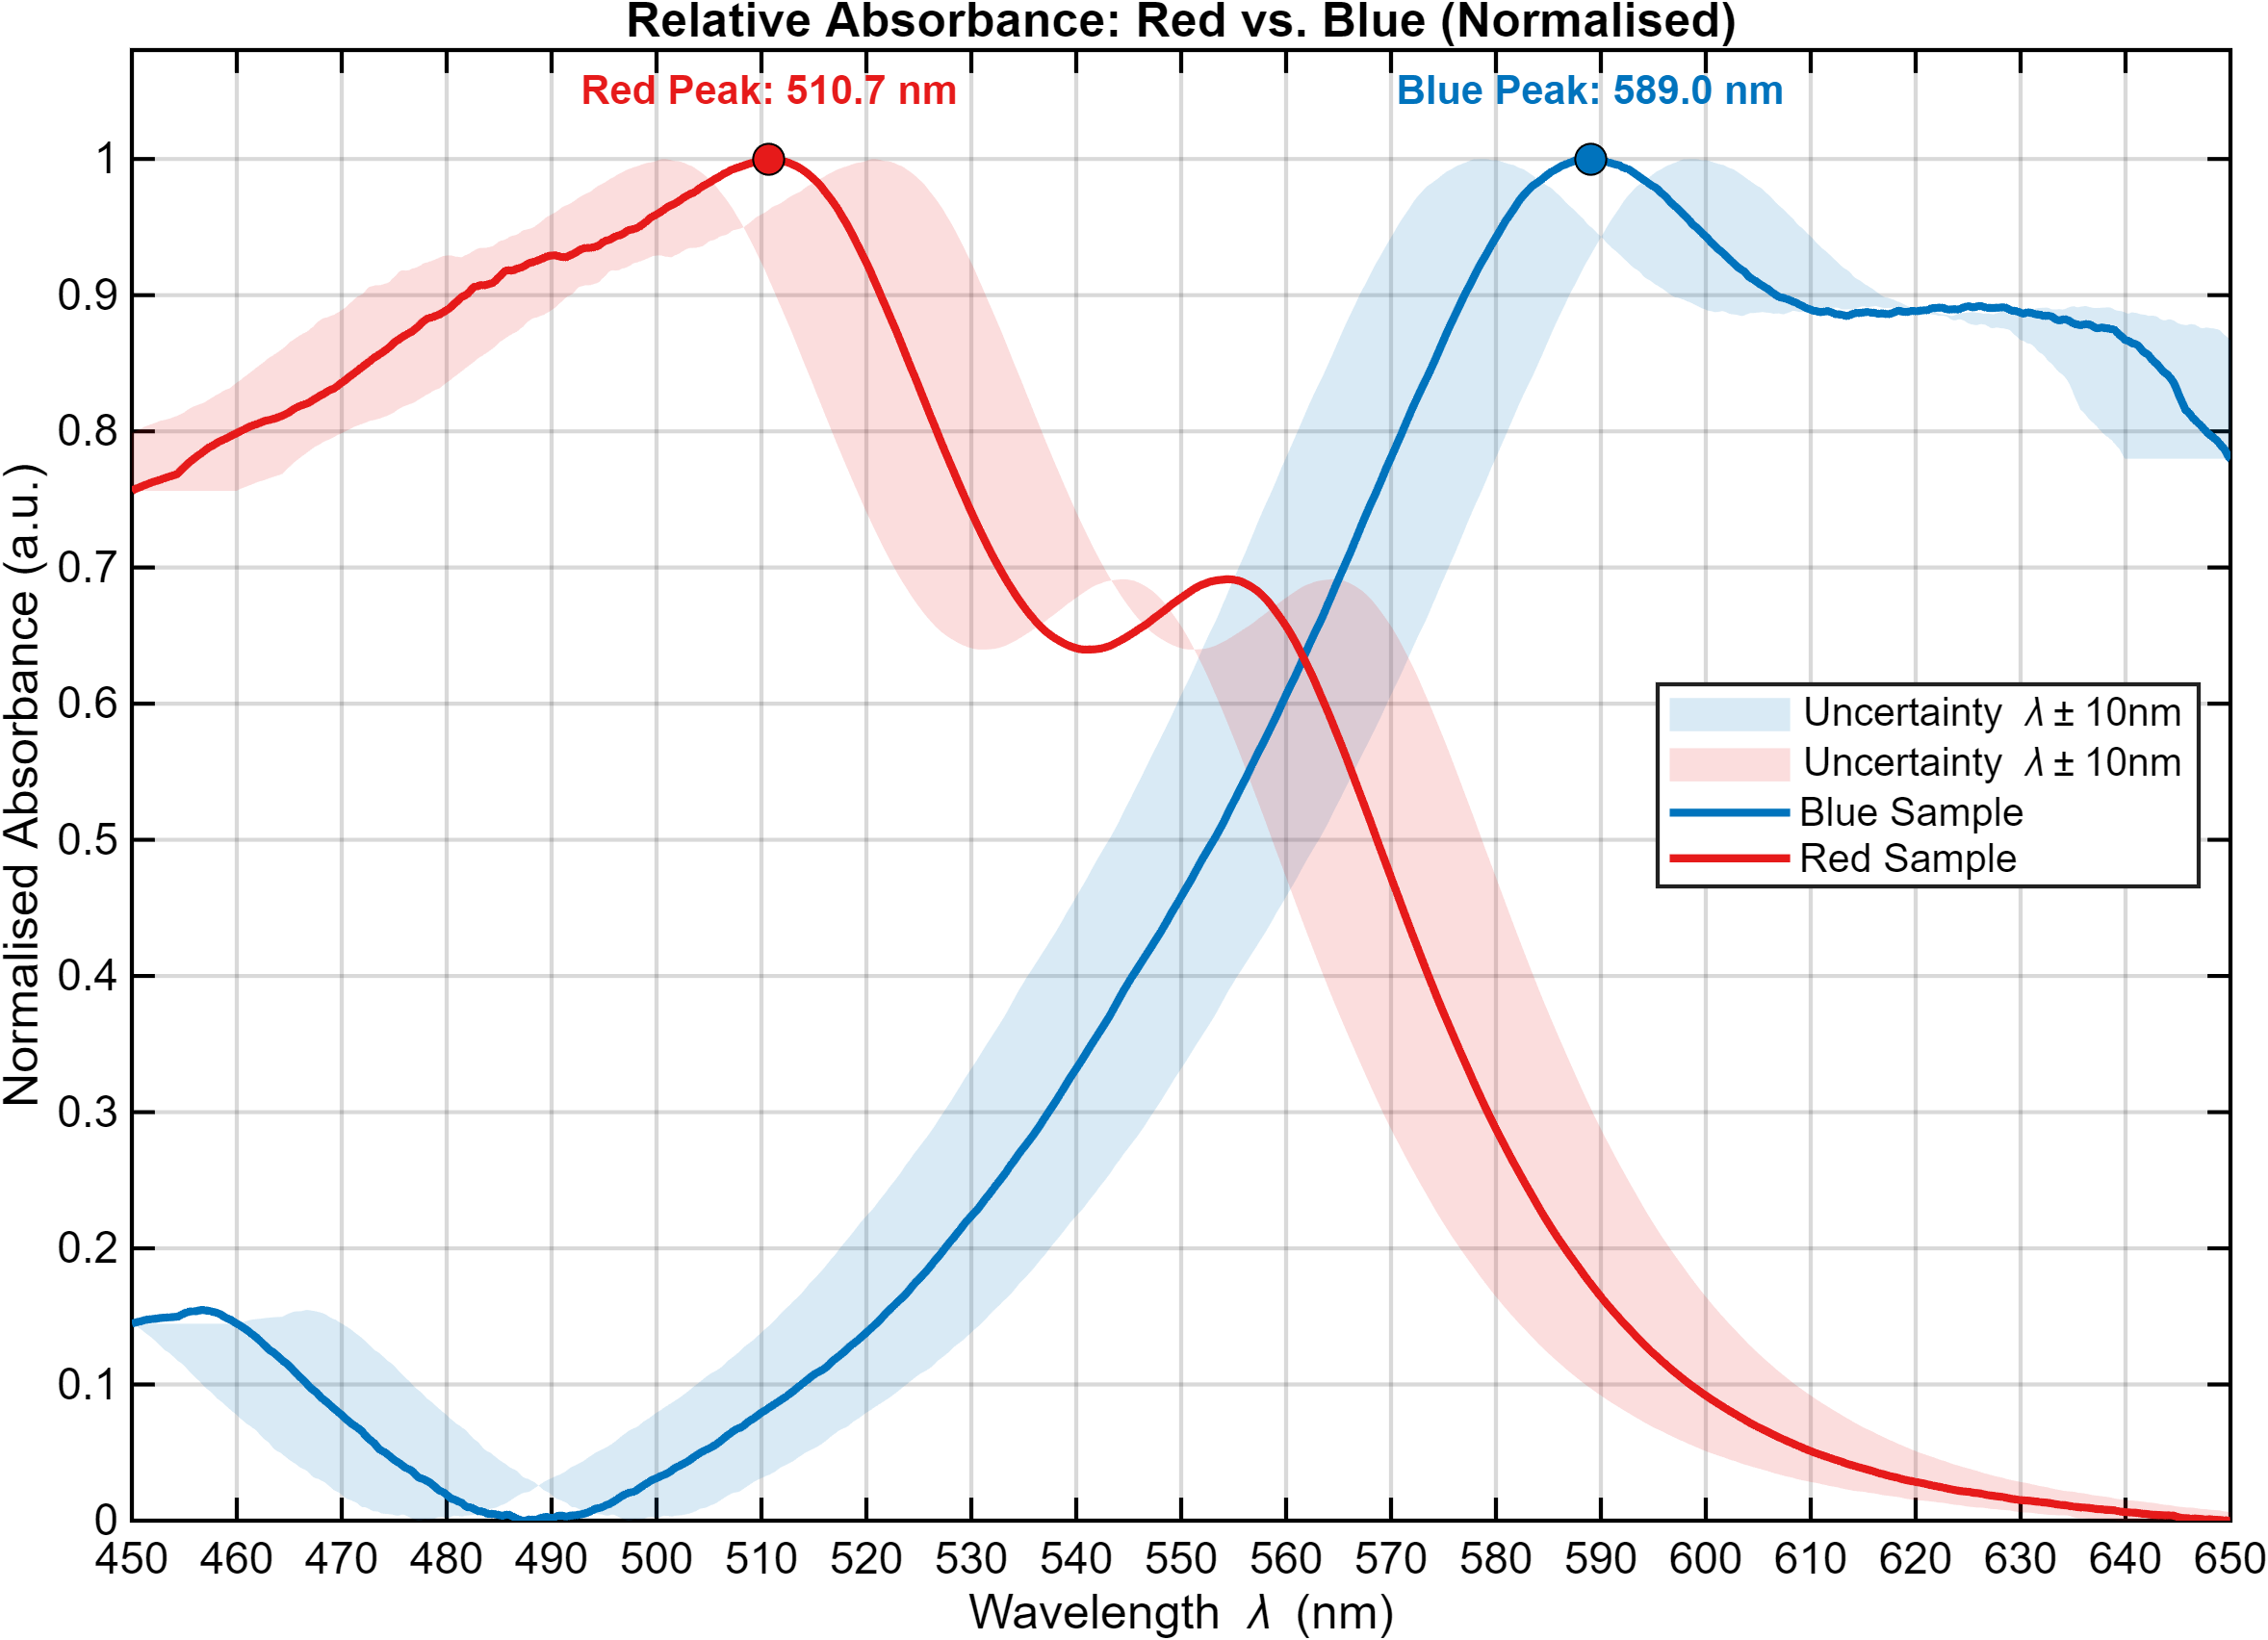 Relative Absorbance: Red vs. Blue (Normalised)
Red Peak: 510.7 nm
Blue Peak: 589.0 nm
Normalised Absorbance (a.u.)
1
0.9
0.8
0.7
0.6
0.5
0.4
0.3
0.2
0.1
0
Uncertainty λ ± 10nm
Uncertainty λ ± 10nm
Blue Sample
Red Sample
450 460 470 480 490 500 510 520 530 540 550 560 570 580 590 600 610 620 630 640 650
Wavelength λ (nm)